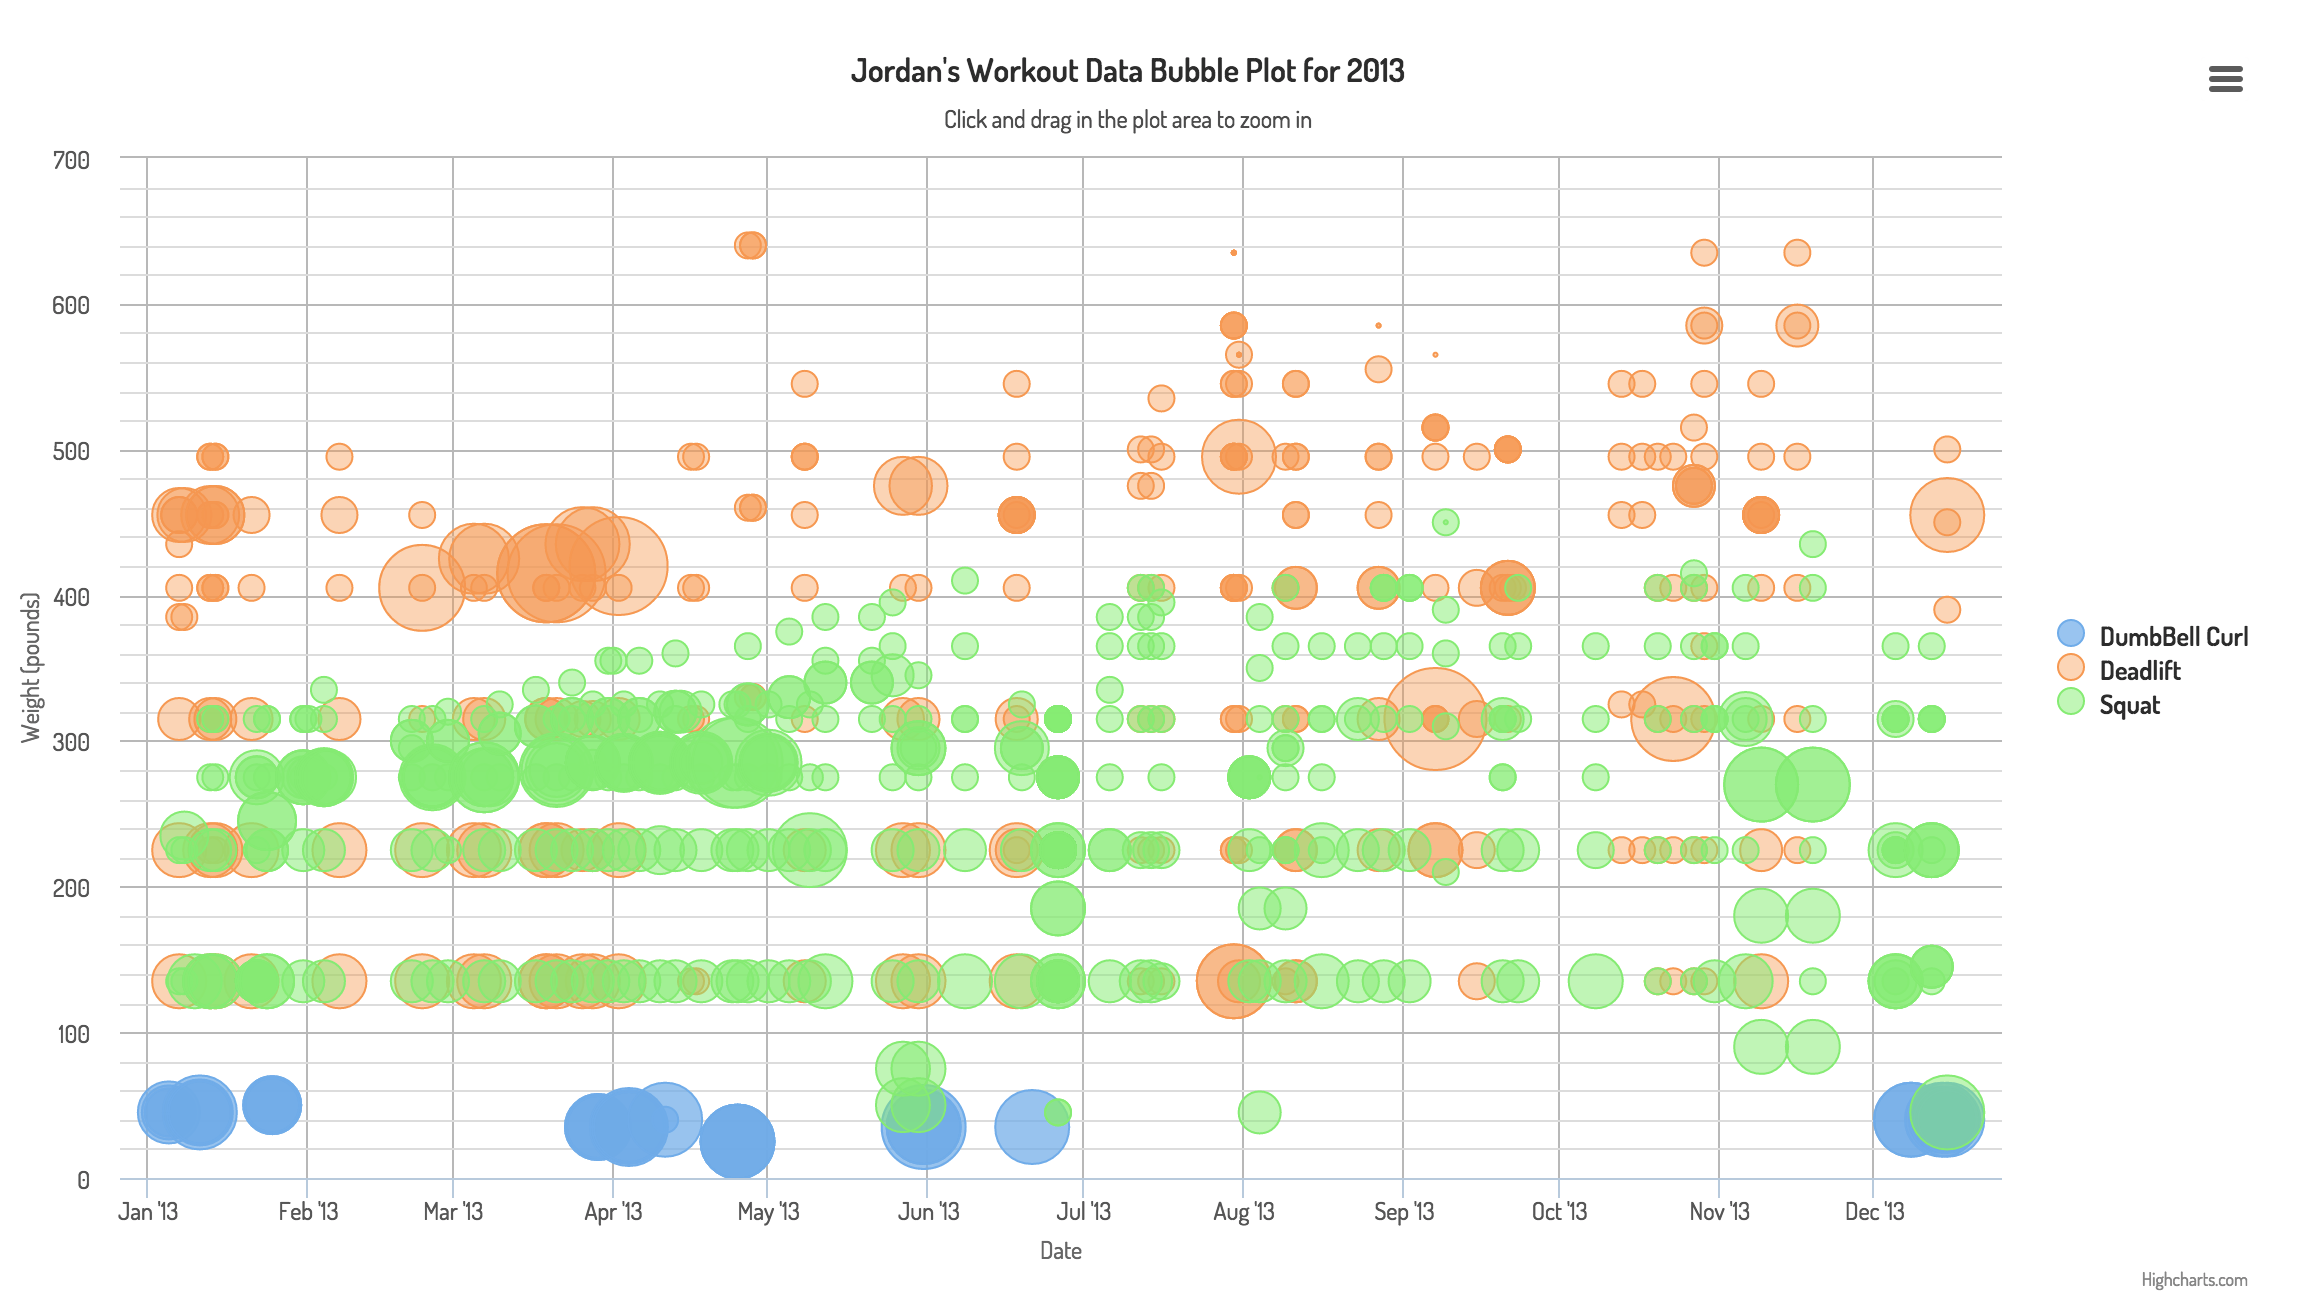 Jordan's Workout Data Bubble Plot for 2013
Click and drag in the plot area to zoom in
Weight (pounds)
700
600
500
400
300
200
100
0
Jan '13 Feb '13 Mar '13 Apr '13 May '13 Jun '13 Jul '13 Aug '13 Sep '13 Oct '13 Nov '13 Dec '13
Date
DumbBell Curl
Deadlift
Squat
Highcharts.com